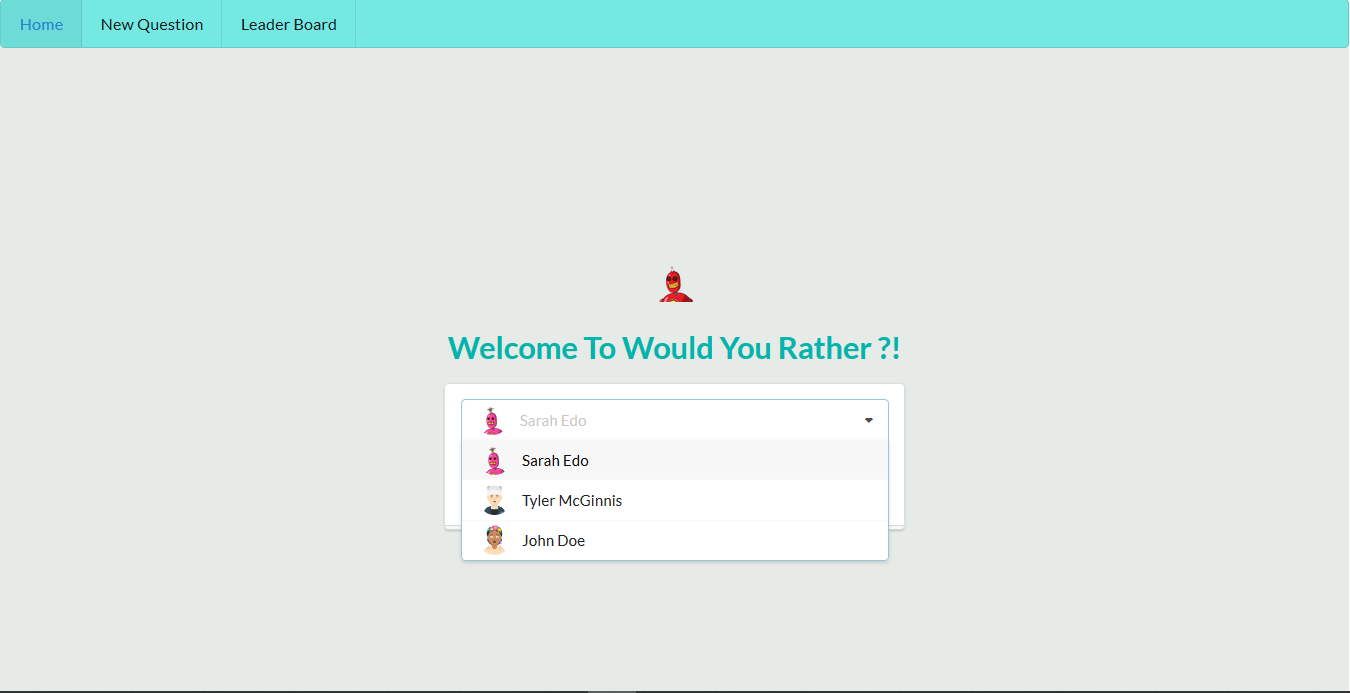 Home New Question Leader Board
Welcome To Would You Rather ?!
Sarah Edo
Sarah Edo
Tyler McGinnis
John Doe